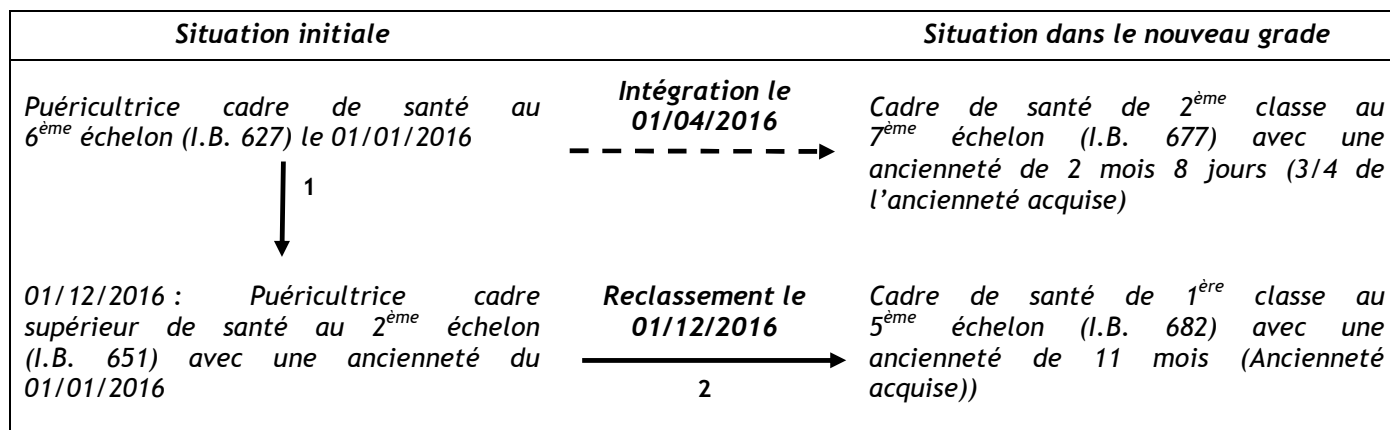 Situation initiale
Situation dans le nouveau grade
Puéricultrice cadre de santé au
6ème échelon (I.B. 627) le 01/01/2016
Intégration le
01/04/2016
Cadre de santé de 2ème classe au
7ème échelon (I.B. 677) avec une
ancienneté de 2 mois 8 jours (3/4 de
l’ancienneté acquise)
1
01/12/2016 : Puéricultrice cadre
supérieur de santé au 2ème échelon
(I.B. 651) avec une ancienneté du
01/01/2016
Reclassement le
01/12/2016
2
Cadre de santé de 1ère classe au
5ème échelon (I.B. 682) avec une
ancienneté de 11 mois (Ancienneté
acquise))